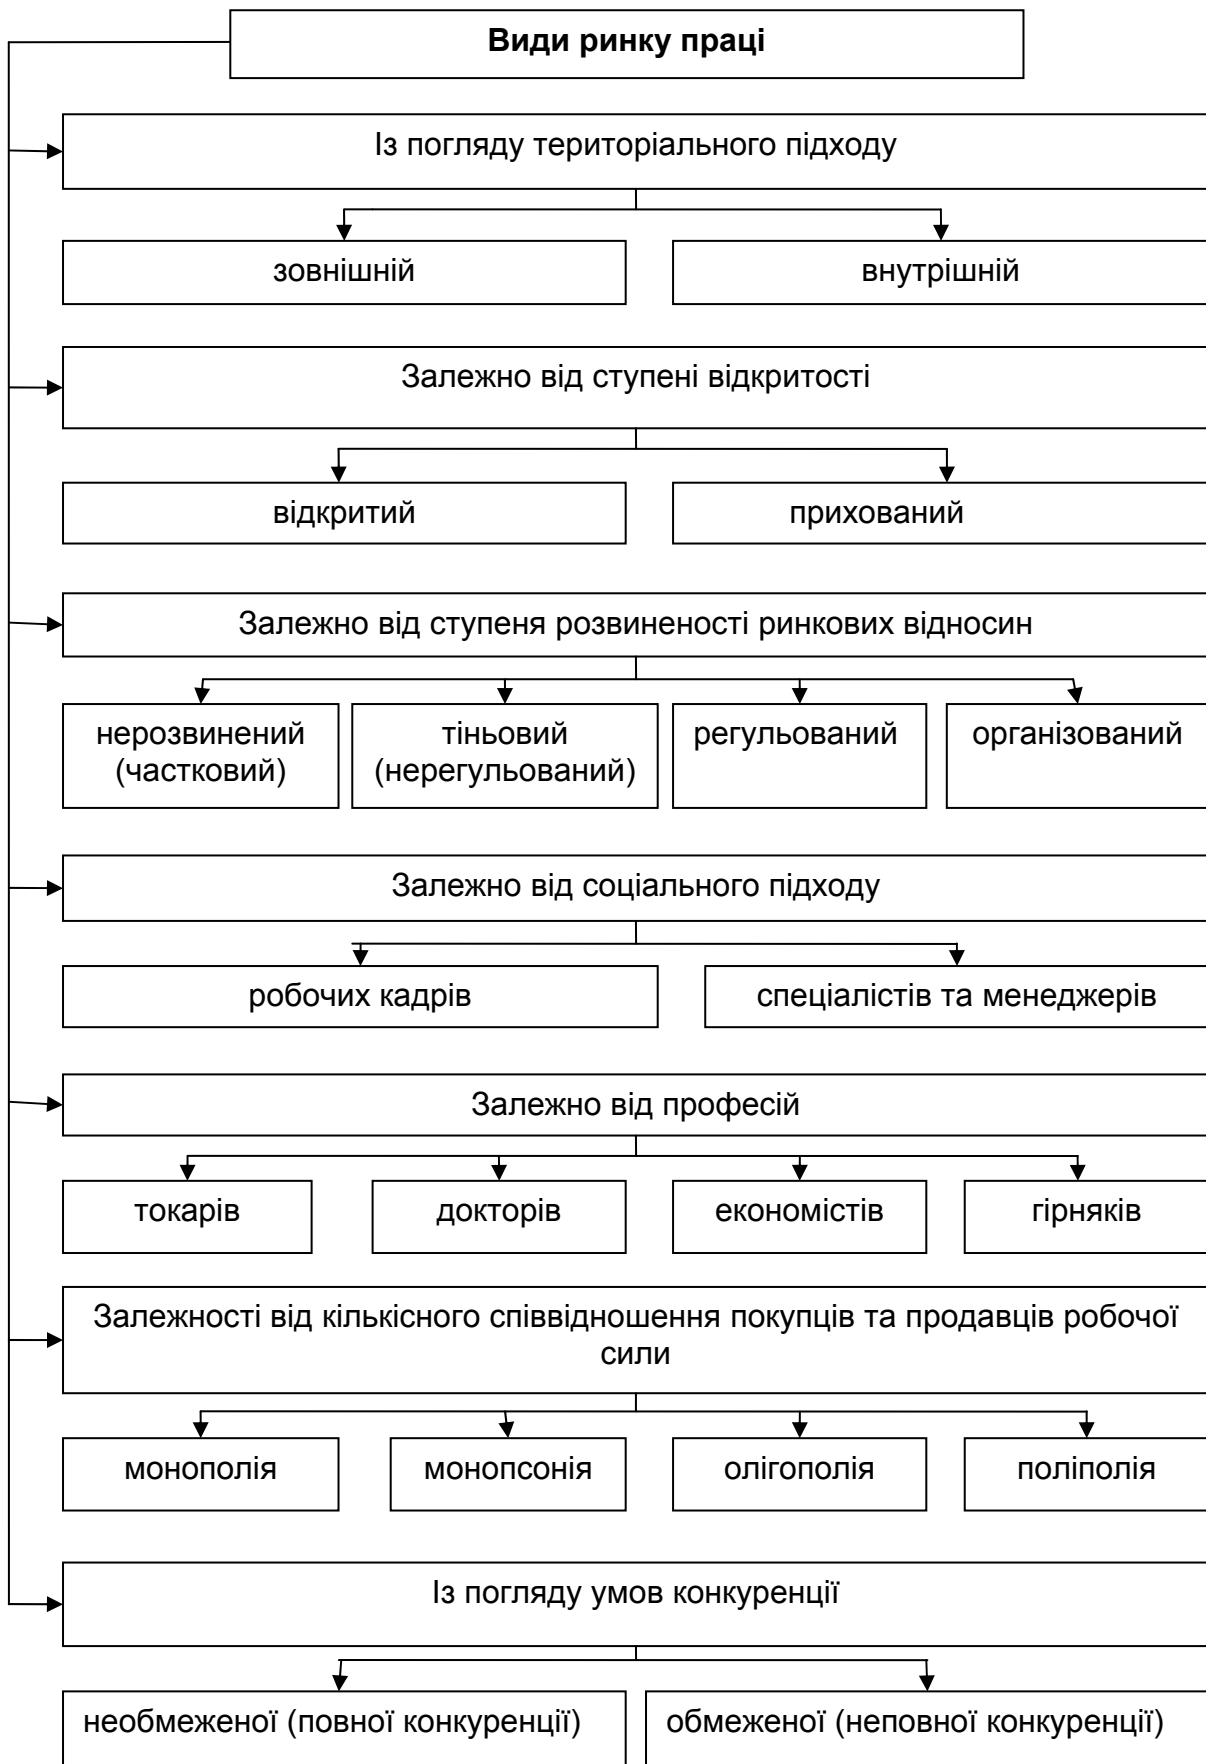 Види ринку праці
Із погляду територіального підходу
зовнішній
внутрішній
Залежно від ступені відкритості
відкритий
прихований
Залежно від ступеня розвиненості ринкових відносин
нерозвинений
(частковий)
тіньовий
(нерегульований)
регульований
організований
Залежно від соціального підходу
робочих кадрів
спеціалістів та менеджерів
Залежно від професій
токарів
докторів
економістів
гірняків
Залежності від кількісного співвідношення покупців та продавців робочої
сили
монополія
монопсонія
олігополія
поліполія
Із погляду умов конкуренції
необмеженої (повної конкуренції)
обмеженої (неповної конкуренції)